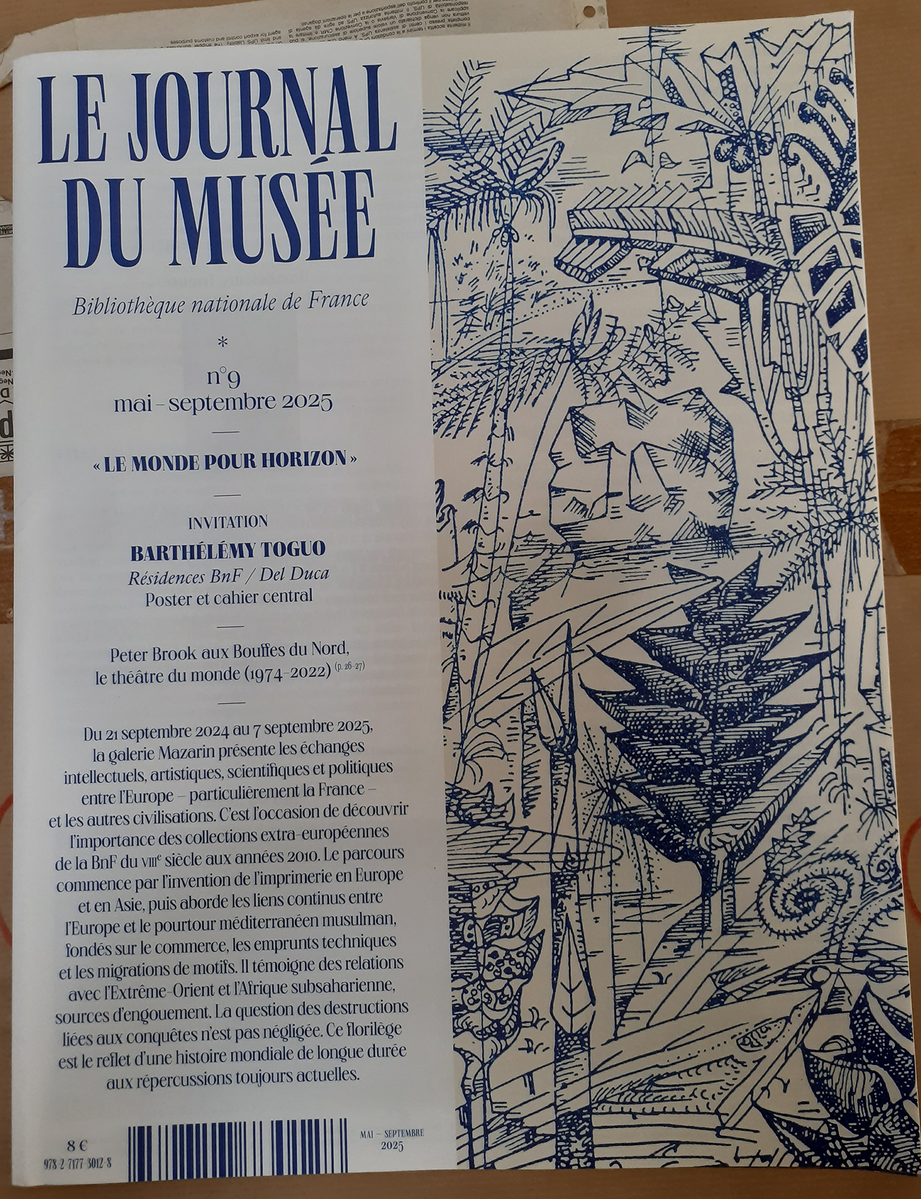 LE JOURNAL
DU MUSÉE
Bibliothèque nationale de France
*
n°9
mai – septembre 2025
« LE MONDE POUR HORIZON »
INVITATION
BARTHÉLÉMY TOGUO
Résidences BnF / Del Duca
Poster et cahier central
Peter Brook aux Bouffes du Nord,
le théâtre du monde (1974-2022) (p. 26-27)
Du 21 septembre 2024 au 7 septembre 2025,
la galerie Mazarin présente les échanges
intellectuels, artistiques, scientifiques et politiques
entre l'Europe – particulièrement la France –
et les autres civilisations. C'est l'occasion de découvrir
l'importance des collections extra-européennes
de la BnF du VIIIe siècle aux années 2010. Le parcours
commence par l'invention de l'imprimerie en Europe
et en Asie, puis aborde les liens continus entre
l'Europe et le pourtour méditerranéen musulman,
fondés sur le commerce, les emprunts techniques
et les migrations de motifs. Il témoigne des relations
avec l'Extrême-Orient et l'Afrique subsaharienne,
sources d'engouement. La question des destructions
liées aux conquêtes n'est pas négligée. Ce florilège
est le reflet d'une histoire mondiale de longue durée
aux répercussions toujours actuelles.
8 €
978-2-7177-3012-8
MAI – SEPTEMBRE
2025